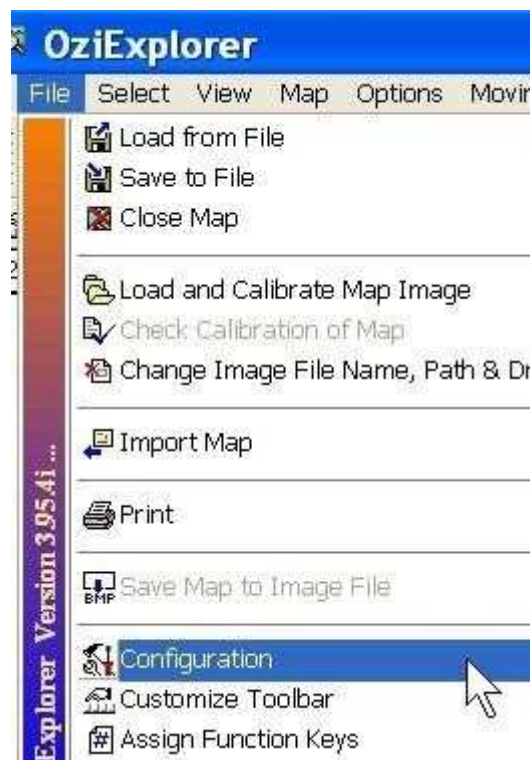 OziExplorer
File Select View Map Options Movin
Load from File
Save to File
Close Map
Load and Calibrate Map Image
Check Calibration of Map
Change Image File Name, Path & Dr
Import Map
Print
BMP Save Map to Image File
Configuration
Customize Toolbar
# Assign Function Keys
Explorer Version 3.95.4i ...